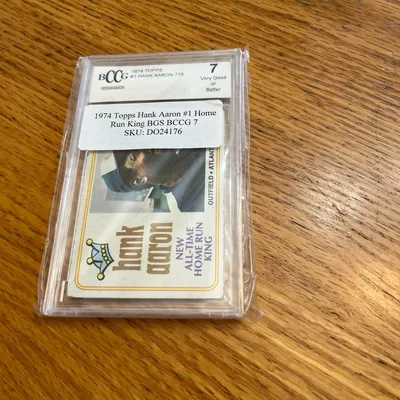 BCCG
1974 TOPPS
#1 HANK AARON 715
7
Very Good
or
Better
1974 Topps Hank Aaron #1 Home
Run King BGS BCCG 7
SKU: DO24176
OUTFIELD • ATLAN
hank
aaron
NEW
ALL-TIME
HOME RUN
KING